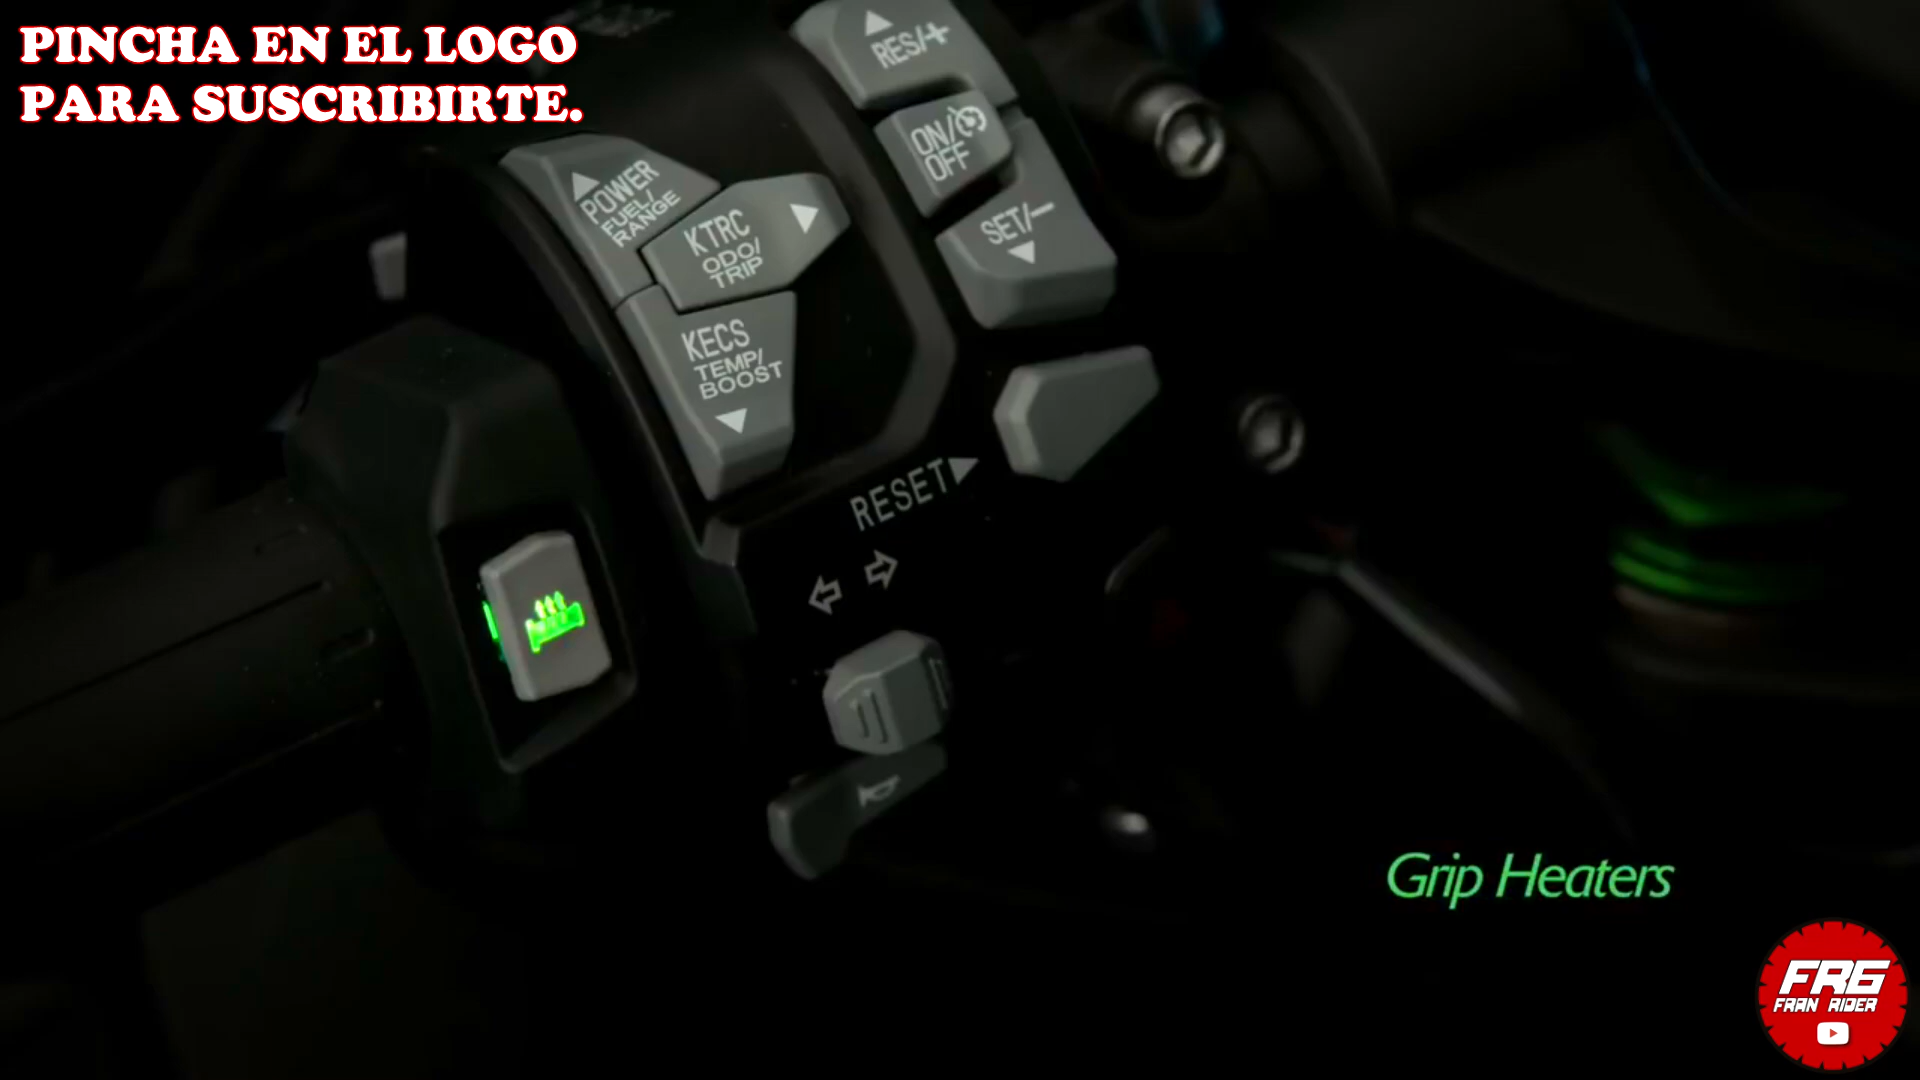 PINCHA EN EL LOGO
PARA SUSCRIBIRTE.
RES/+
ON/
OFF
SET/−
POWER
FUEL/
RANGE
KTRC
ODO/
TRIP
KECS
TEMP/
BOOST
RESET
Grip Heaters
FRG
FRAN RIDER